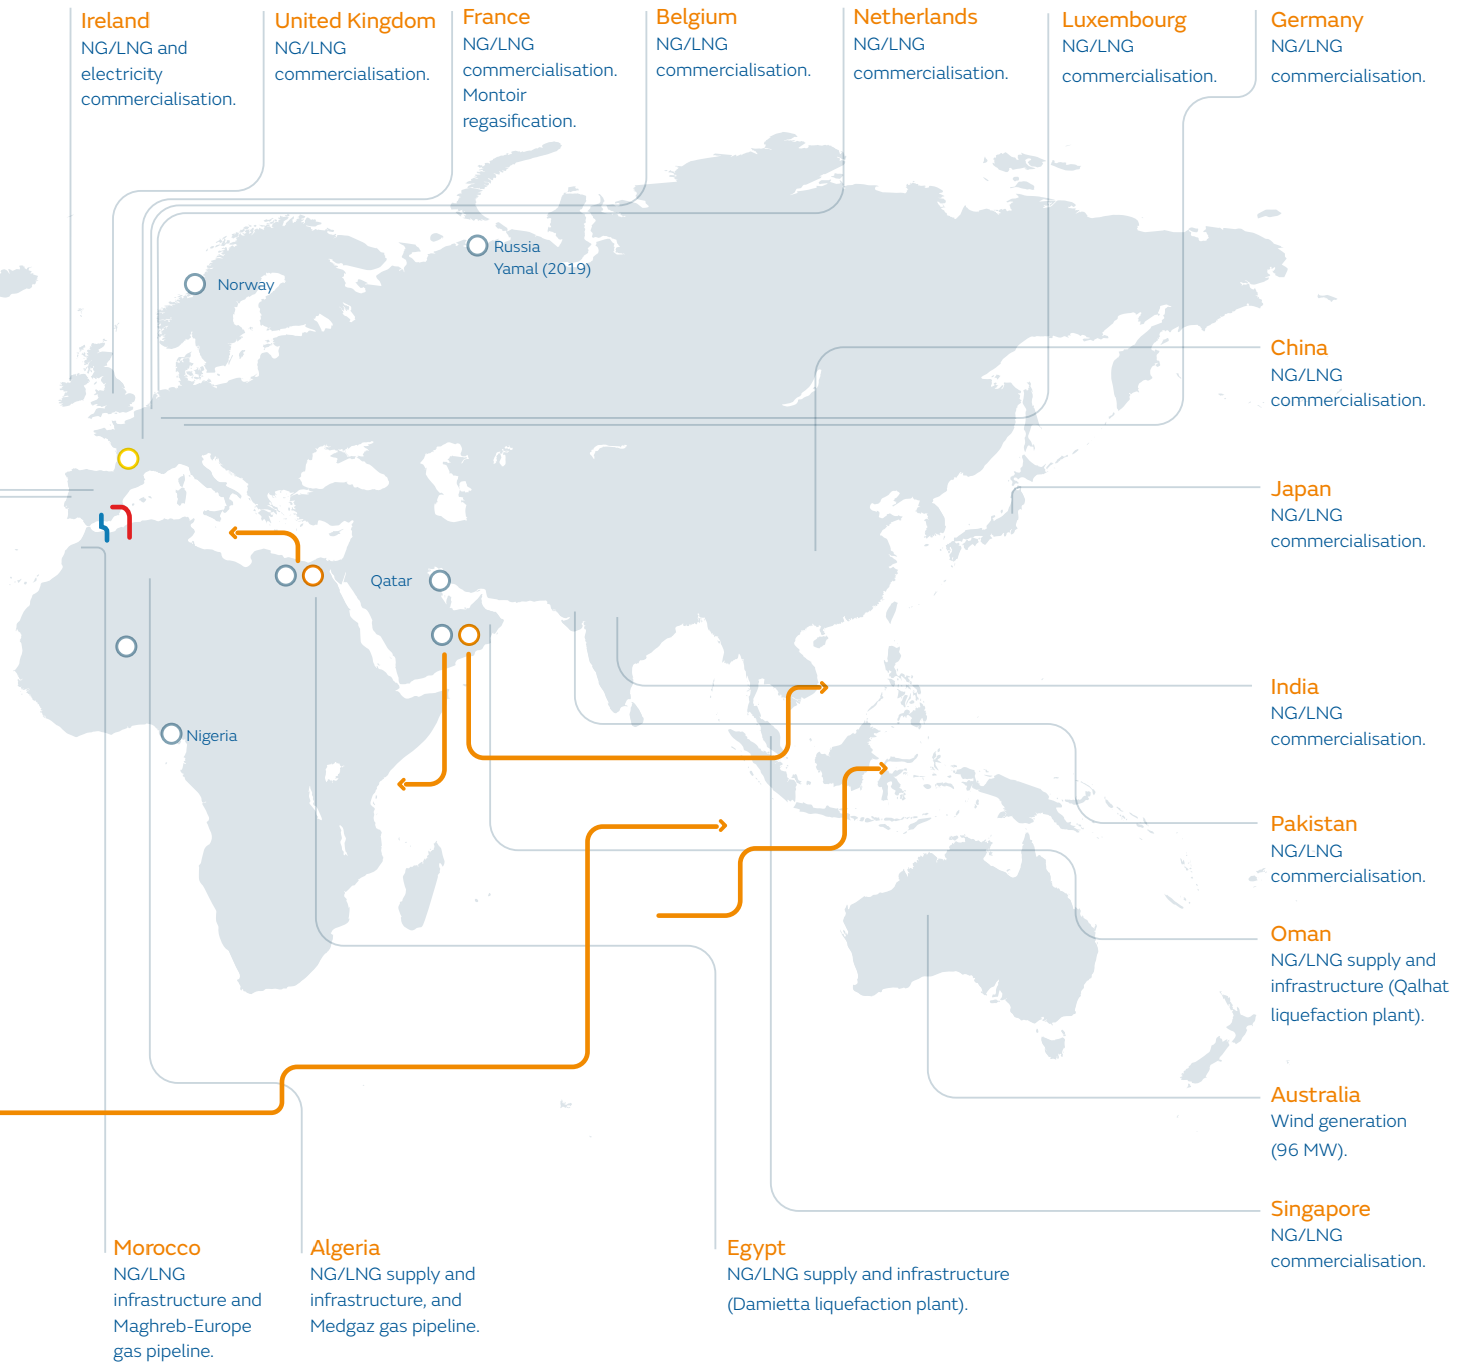 Ireland
NG/LNG and
electricity
commercialisation.
United Kingdom
NG/LNG
commercialisation.
France
NG/LNG
commercialisation.
Montoir
regasification.
Belgium
NG/LNG
commercialisation.
Netherlands
NG/LNG
commercialisation.
Luxembourg
NG/LNG
commercialisation.
Germany
NG/LNG
commercialisation.
Russia
Yamal (2019)
Norway
China
NG/LNG
commercialisation.
Japan
NG/LNG
commercialisation.
Qatar
India
NG/LNG
commercialisation.
Nigeria
Pakistan
NG/LNG
commercialisation.
Oman
NG/LNG supply and
infrastructure (Qalhat
liquefaction plant).
Australia
Wind generation
(96 MW).
Singapore
NG/LNG
commercialisation.
Morocco
NG/LNG
infrastructure and
Maghreb-Europe
gas pipeline.
Algeria
NG/LNG supply and
infrastructure, and
Medgaz gas pipeline.
Egypt
NG/LNG supply and infrastructure
(Damietta liquefaction plant).